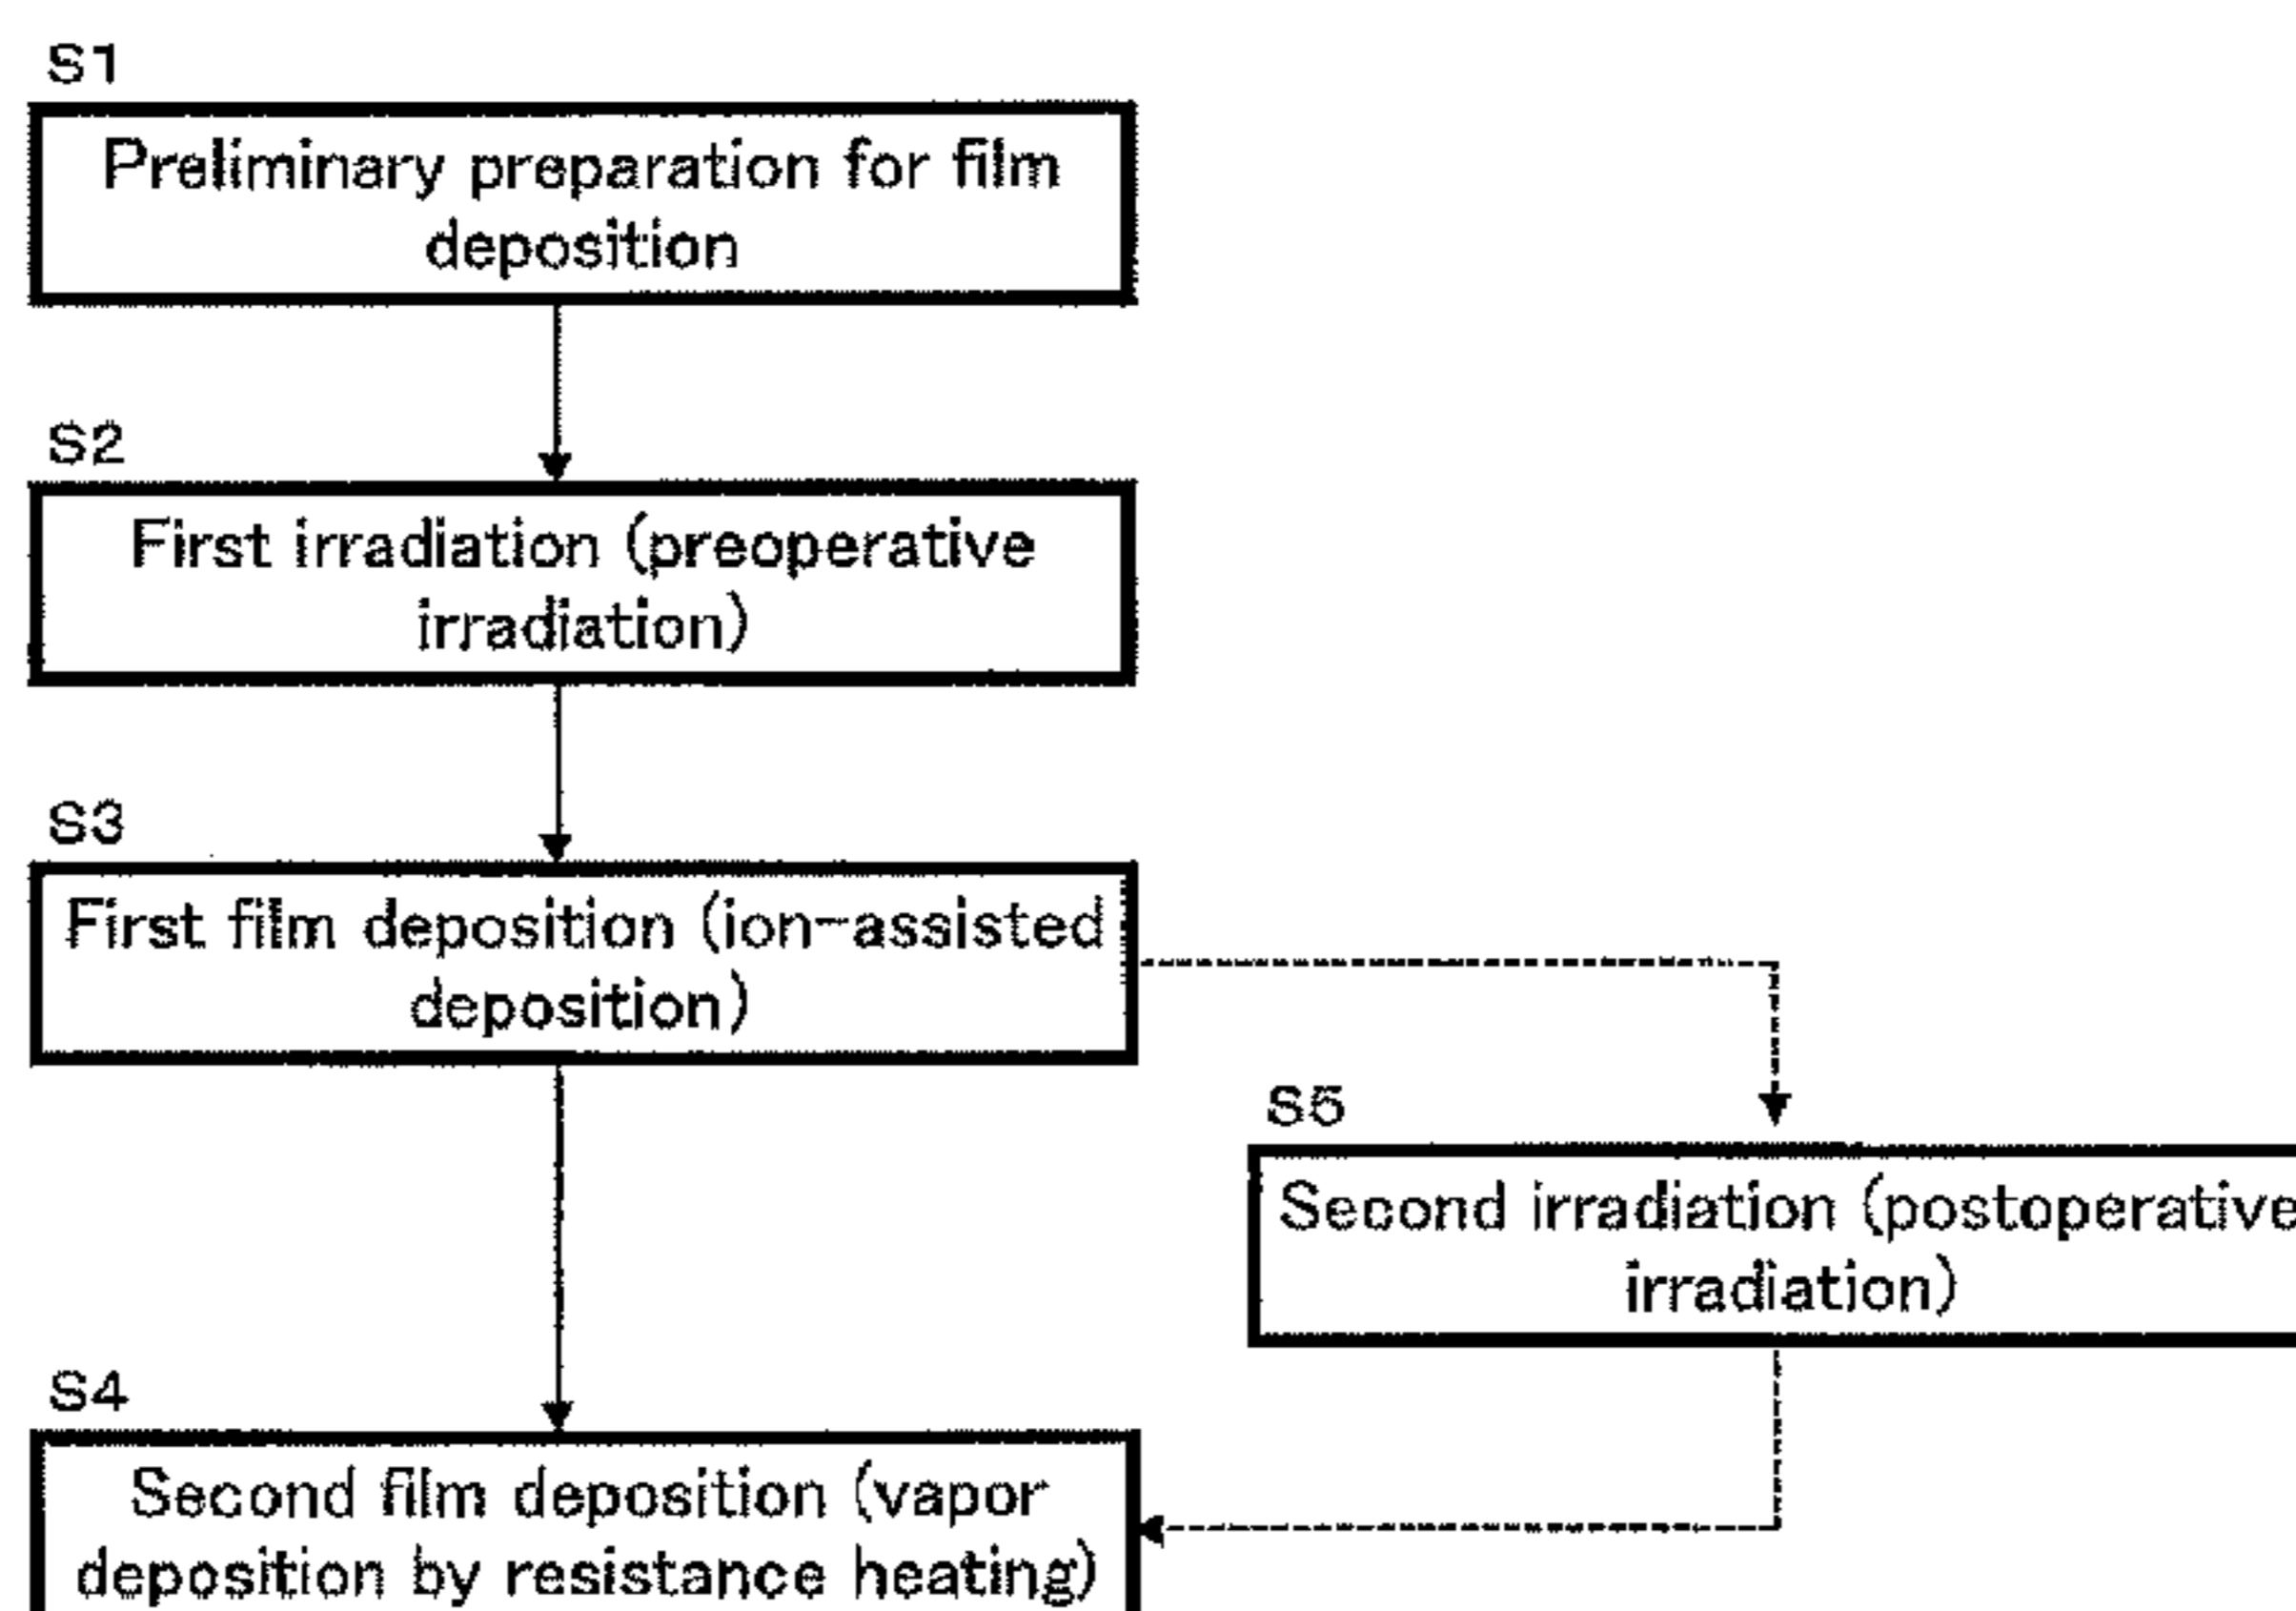 S1
Preliminary preparation for film
deposition
S2
First irradiation (preoperative
irradiation)
S3
First film deposition (ion-assisted
deposition)
S5
Second irradiation (postoperative
irradiation)
S4
Second film deposition (vapor
deposition by resistance heating)